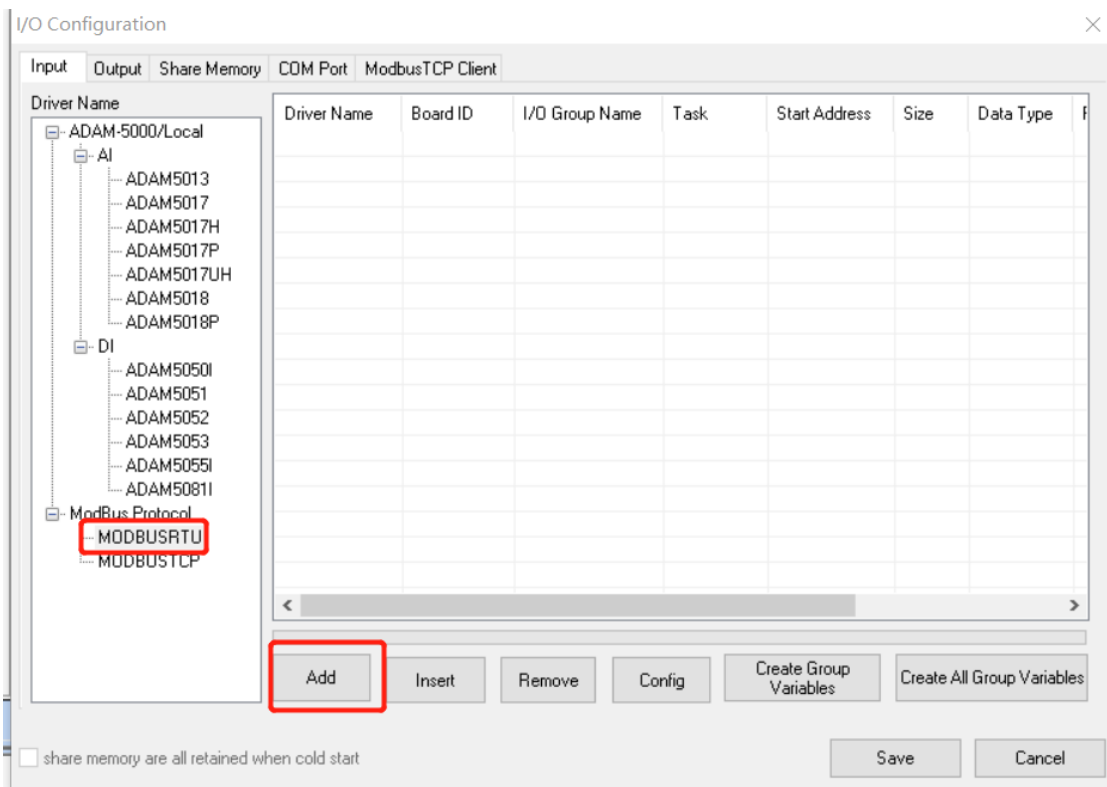 I/O Configuration
Input Output Share Memory COM Port ModbusTCP Client
Driver Name
ADAM-5000/Local
AI
ADAM5013
ADAM5017
ADAM5017H
ADAM5017P
ADAM5017UH
ADAM5018
ADAM5018P
DI
ADAM5050I
ADAM5051
ADAM5052
ADAM5053
ADAM5055I
ADAM5081I
ModBus Protocol
MODBUSRTU
MODBUSTCP
Driver Name Board ID I/O Group Name Task Start Address Size Data Type
Add Insert Remove Config Create Group Variables Create All Group Variables
share memory are all retained when cold start
Save Cancel